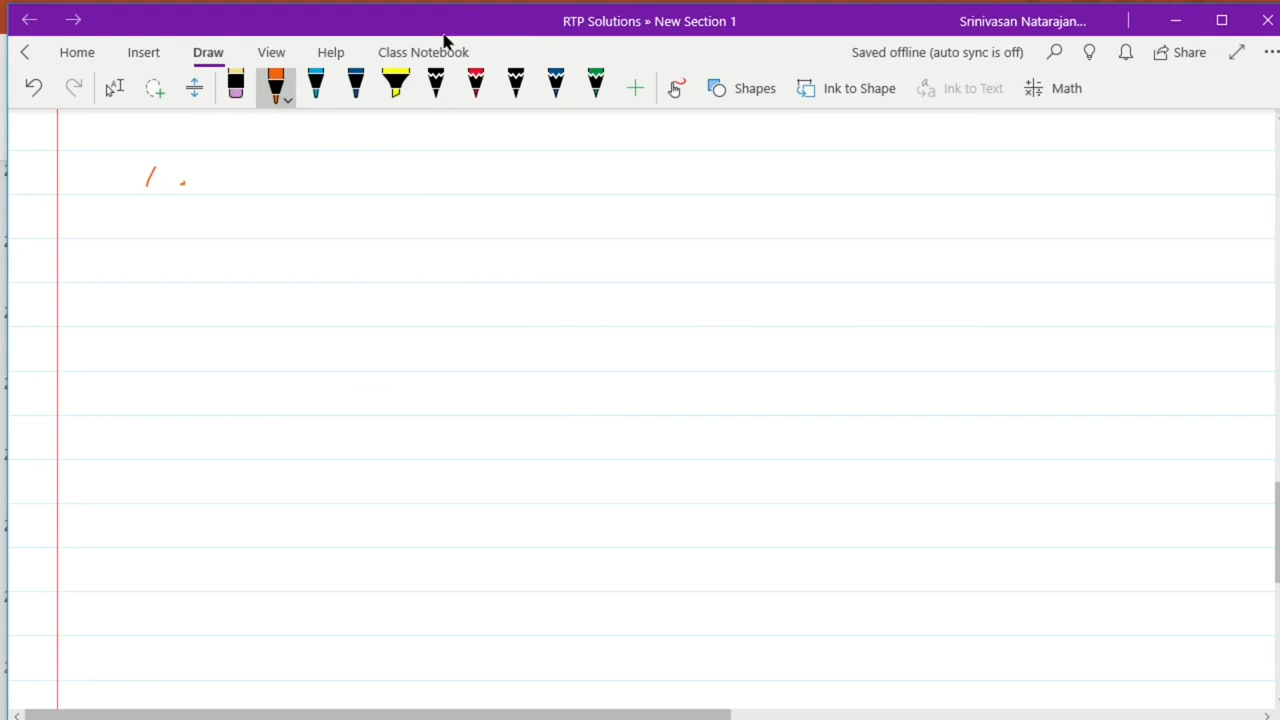 RTP Solutions » New Section 1 Srinivasan Natarajan...
Home Insert Draw View Help Class Notebook Saved offline (auto sync is off) Share
Shapes Ink to Shape Ink to Text Math